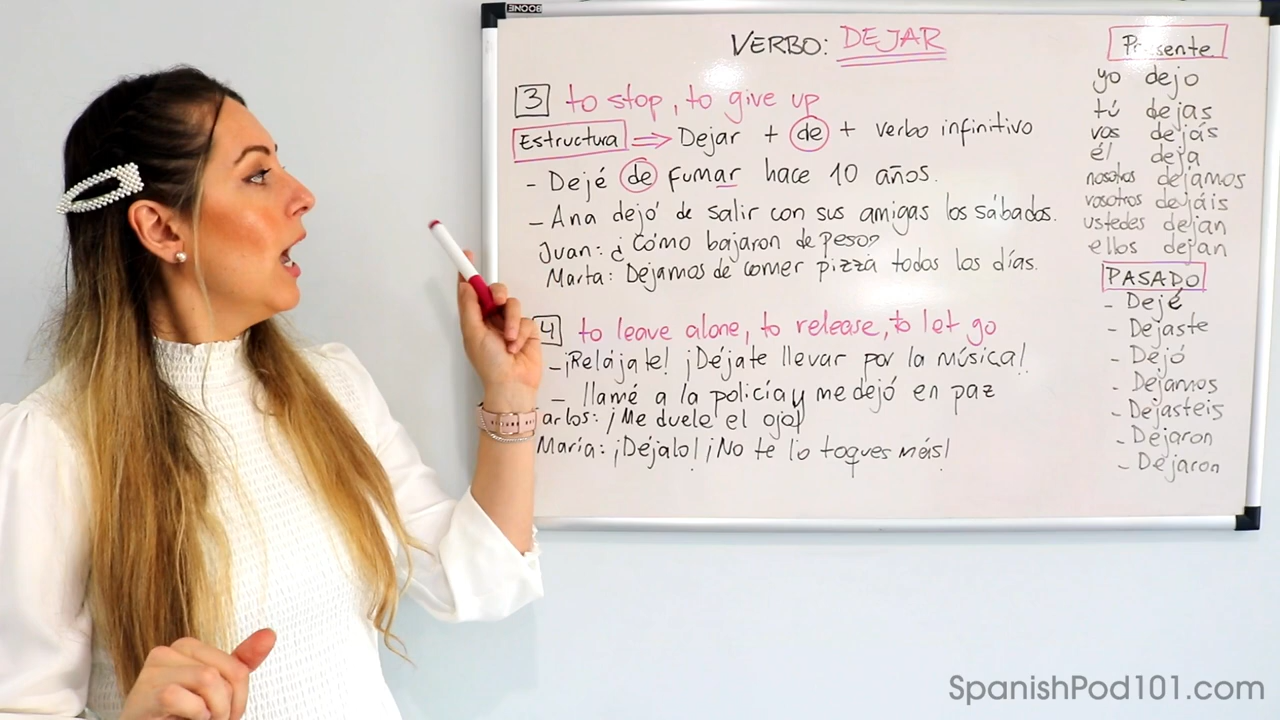 BOONE
VERBO: DEJAR
3 to stop, to give up
Estructura ⇒ Dejar + de + verbo infinitivo
- Dejé de fumar hace 10 años.
- Ana dejó de salir con sus amigas los sábados.
Juan: ¿Cómo bajaron de peso?
Marta: Dejamos de comer pizza todos los días.
4 to leave alone, to release, to let go
- ¡Relájate! ¡Déjate llevar por la música!
- llamé a la policía y me dejó en paz
arlos: ¡Me duele el ojo!
María: ¡Déjalo! ¡No te lo toques más!
Presente
yo dejo
tú dejas
vos dejáis
él deja
nosotros dejamos
vosotros dejáis
ustedes dejan
ellos dejan
PASADO
- Dejé
- Dejaste
- Dejó
- Dejamos
- Dejasteis
- Dejaron
- Dejaron
SpanishPod101.com